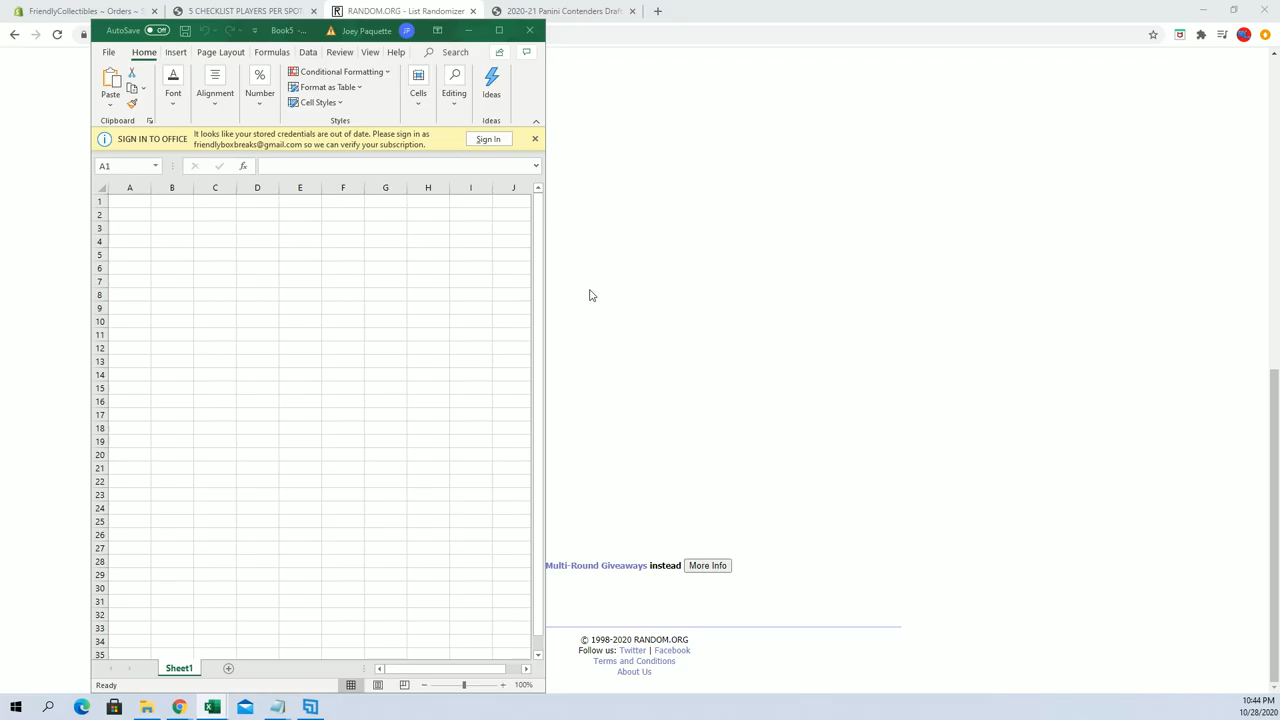 FriendlyCollectibles ~ Orders ~ S
5 CHECKLIST PLAYERS PER SPOT
RANDOM.ORG - List Randomizer
2020-21 Panini Contenders Draft
AutoSave Off
Book5 - ...
Joey Paquette
JP
File Home Insert Page Layout Formulas Data Review View Help Search
Paste
Font
Alignment
%
Number
Conditional Formatting
Format as Table
Cell Styles
Cells
Editing
Ideas
Clipboard
Styles
Ideas
SIGN IN TO OFFICE
It looks like your stored credentials are out of date. Please sign in as
friendlyboxbreaks@gmail.com so we can verify your subscription.
Sign In
A1
fx
A B C D E F G H I J
1
2
3
4
5
6
7
8
9
10
11
12
13
14
15
16
17
18
19
20
21
22
23
24
25
26
27
28
29
30
31
32
33
34
35
Multi-Round Giveaways instead More Info
© 1998-2020 RANDOM.ORG
Follow us: Twitter | Facebook
Terms and Conditions
About Us
Sheet1
Ready
100%
10:44 PM
10/28/2020